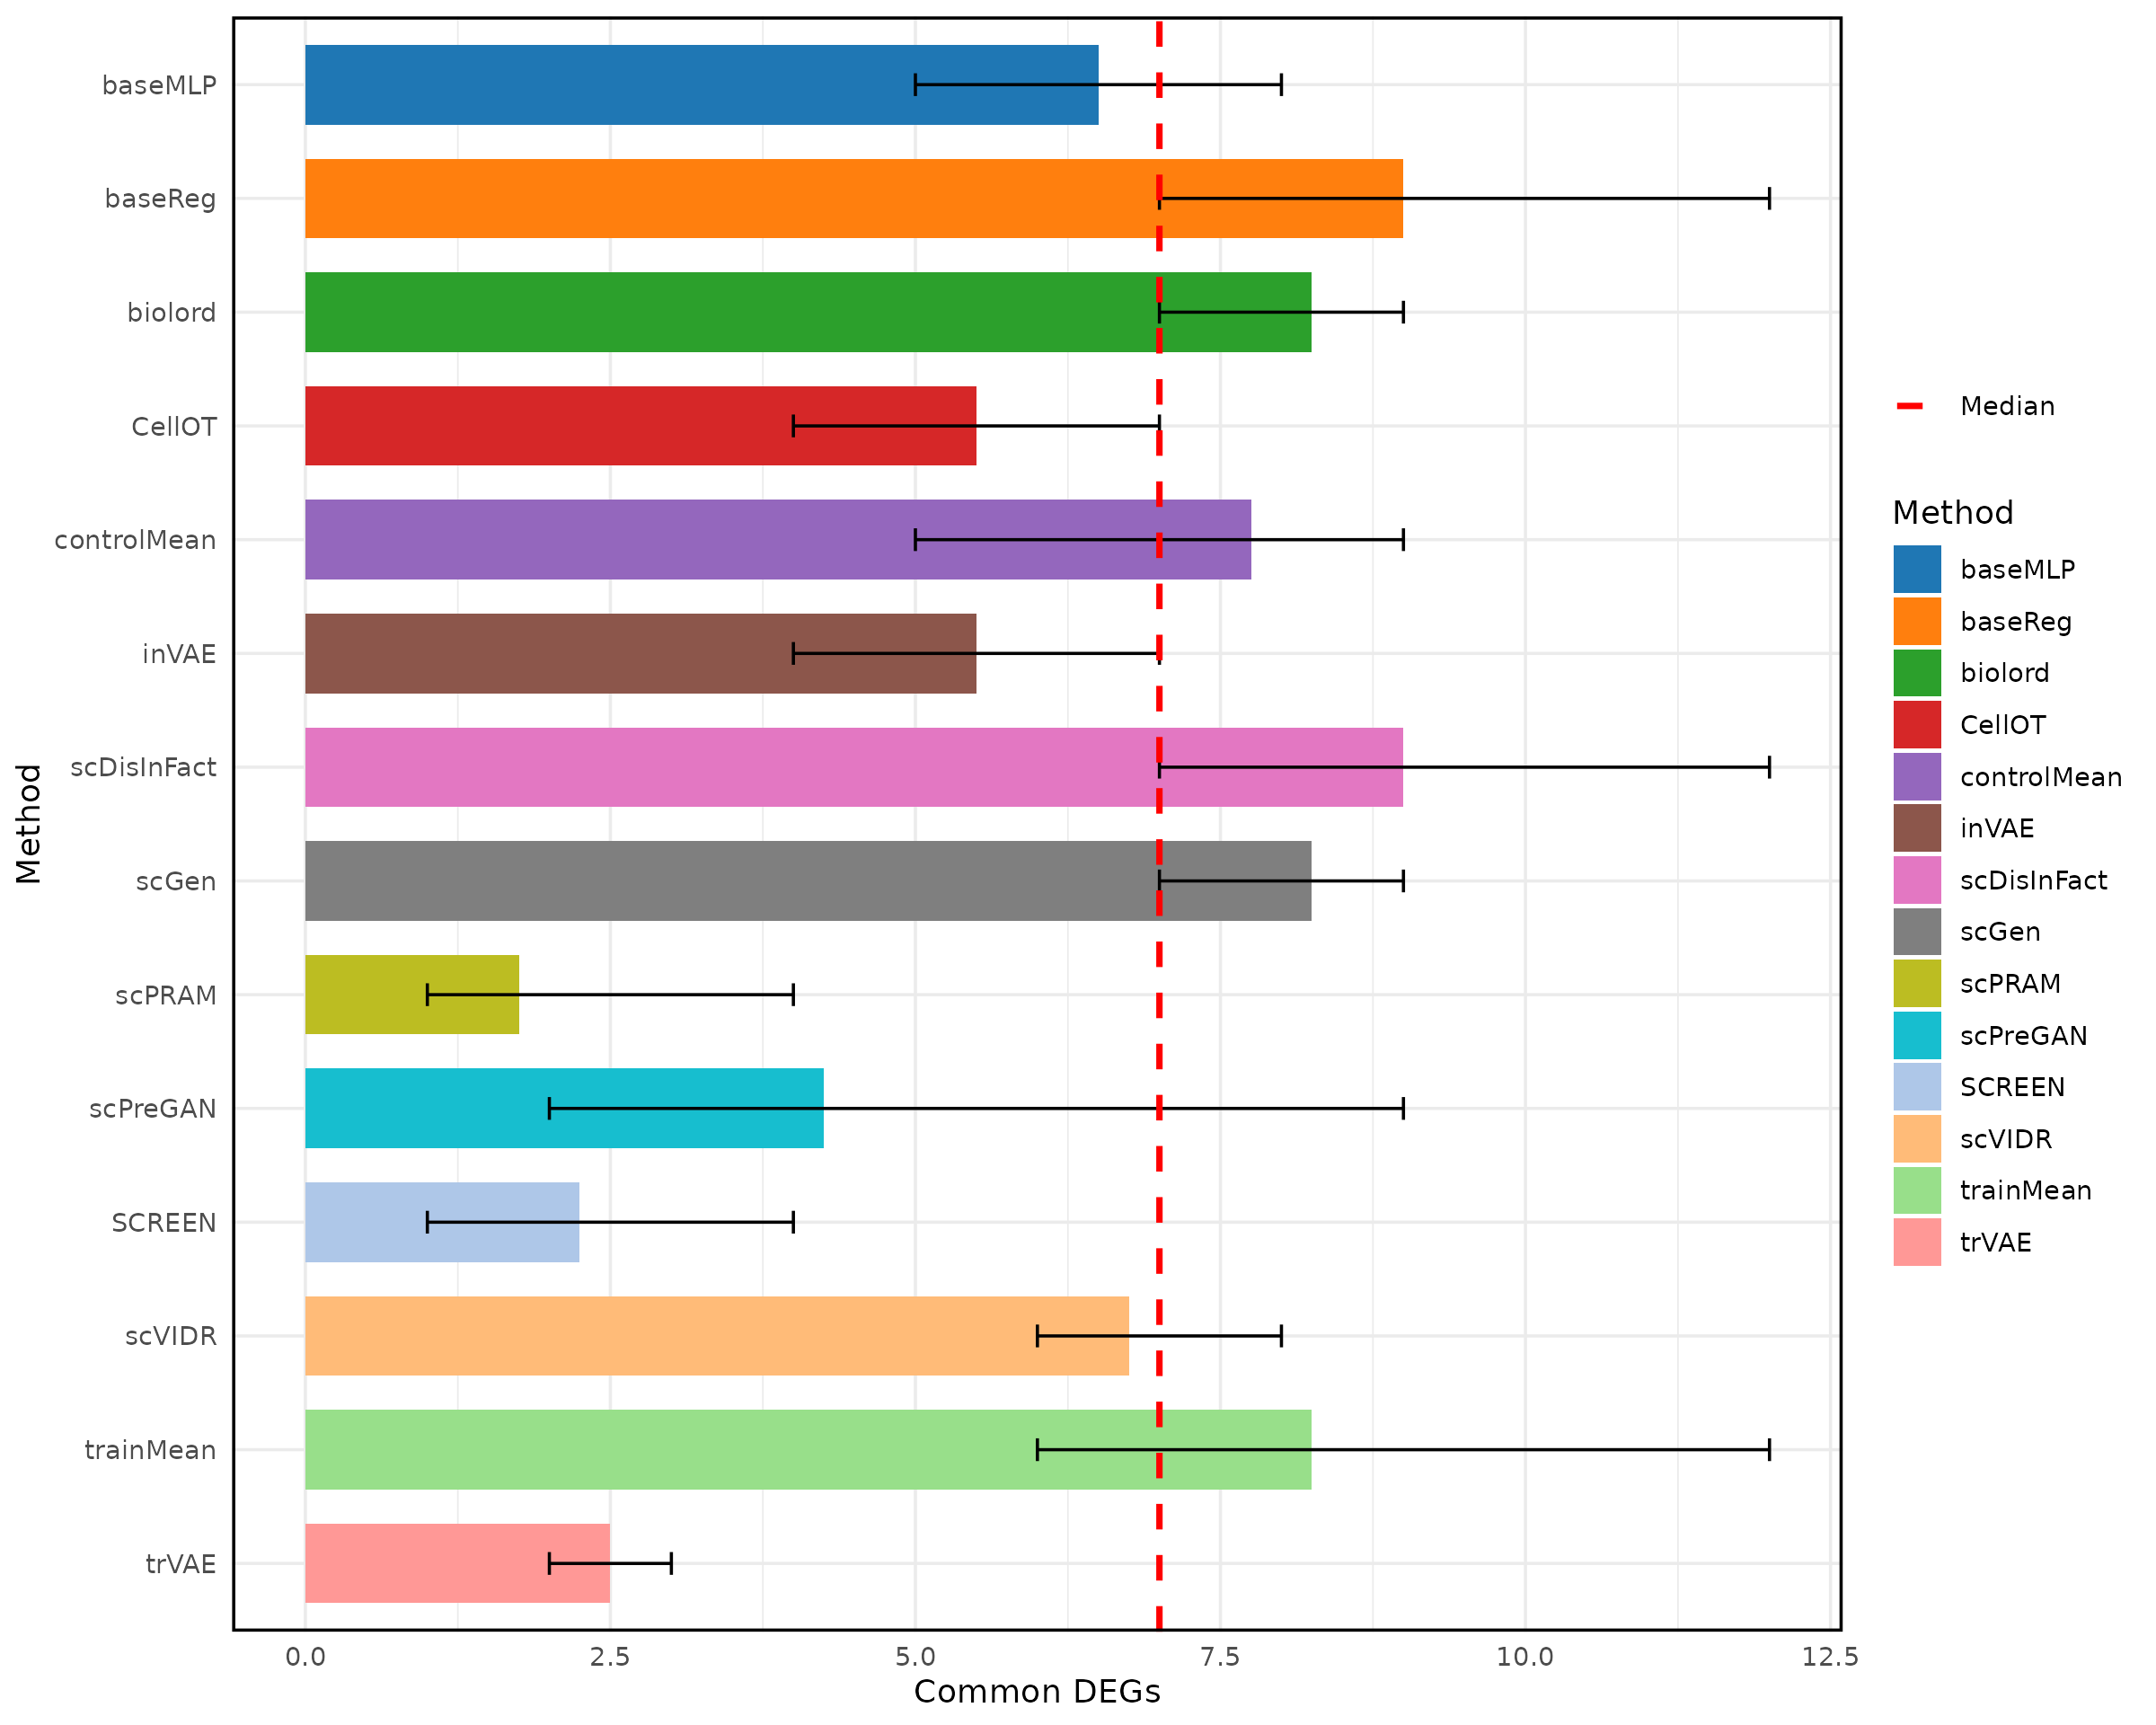 baseMLP
baseReg
biolord
CellOT
controlMean
inVAE
scDisInFact
scGen
scPRAM
scPreGAN
SCREEN
scVIDR
trainMean
trVAE
Method
0.0 2.5 5.0 7.5 10.0 12.5
Common DEGs
Median
Method
baseMLP
baseReg
biolord
CellOT
controlMean
inVAE
scDisInFact
scGen
scPRAM
scPreGAN
SCREEN
scVIDR
trainMean
trVAE